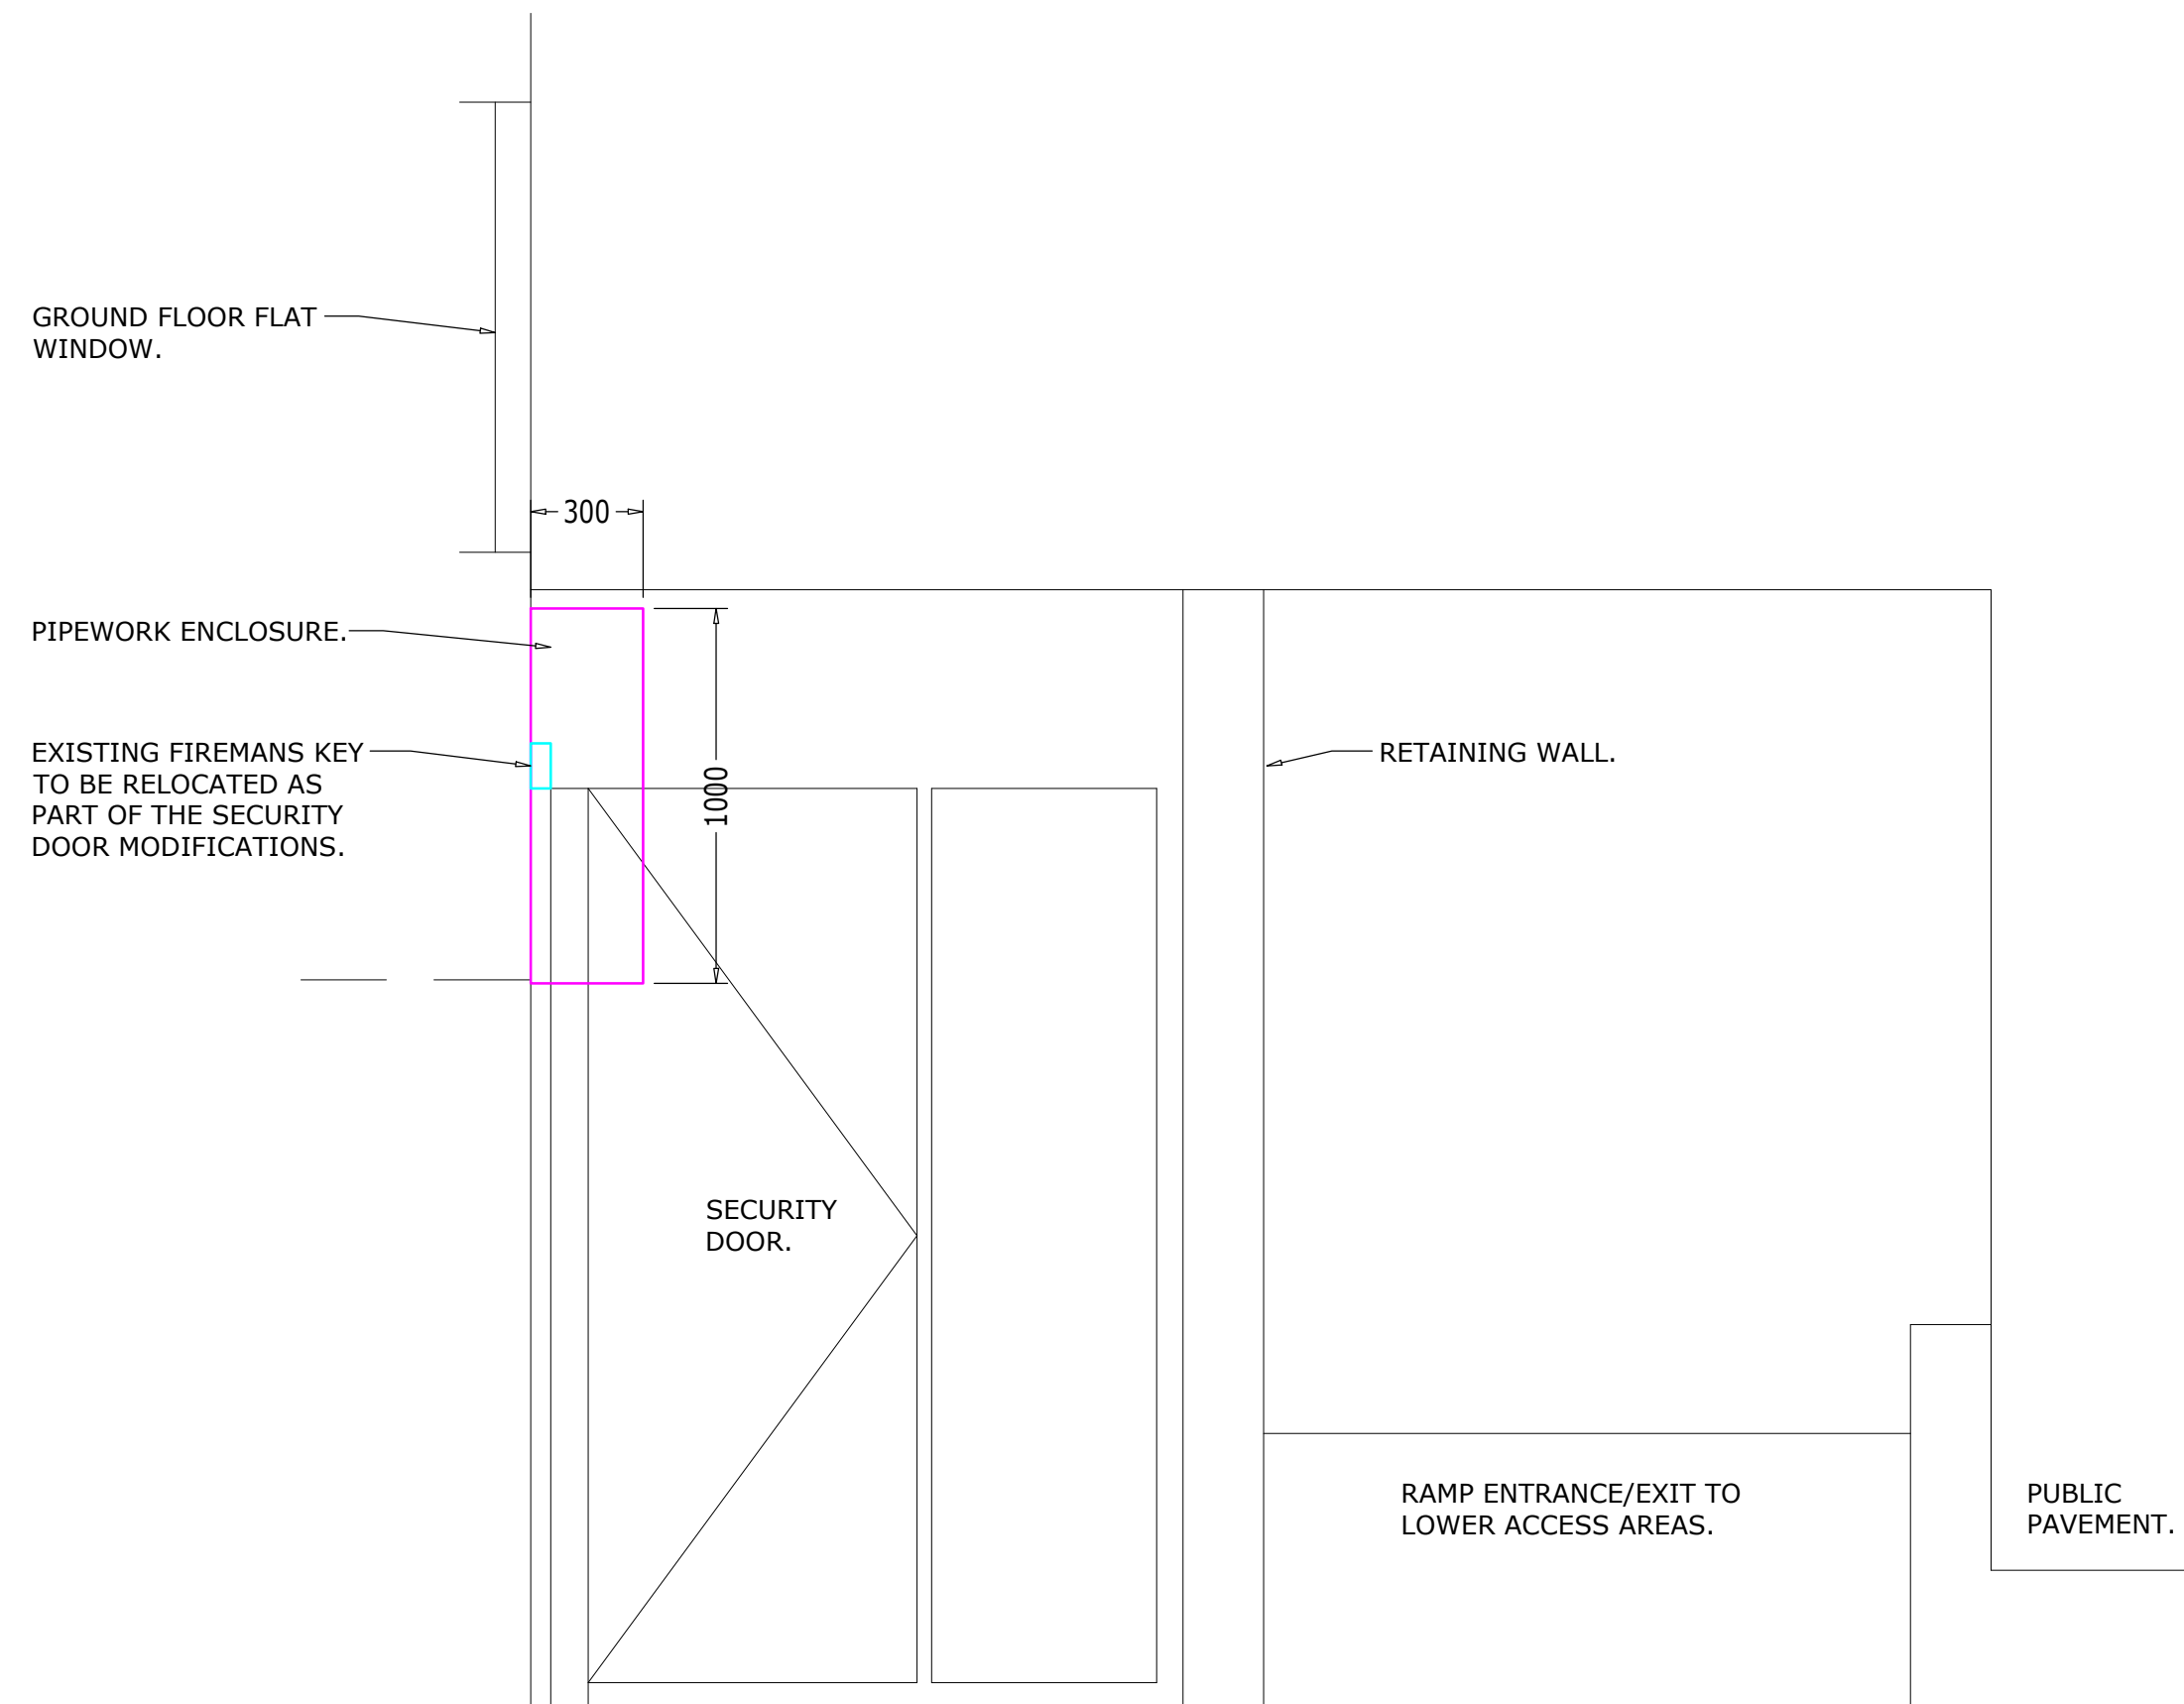 GROUND FLOOR FLAT
WINDOW.
300
PIPEWORK ENCLOSURE.
EXISTING FIREMANS KEY
TO BE RELOCATED AS
PART OF THE SECURITY
DOOR MODIFICATIONS.
1000
RETAINING WALL.
SECURITY
DOOR.
RAMP ENTRANCE/EXIT TO
LOWER ACCESS AREAS.
PUBLIC
PAVEMENT.